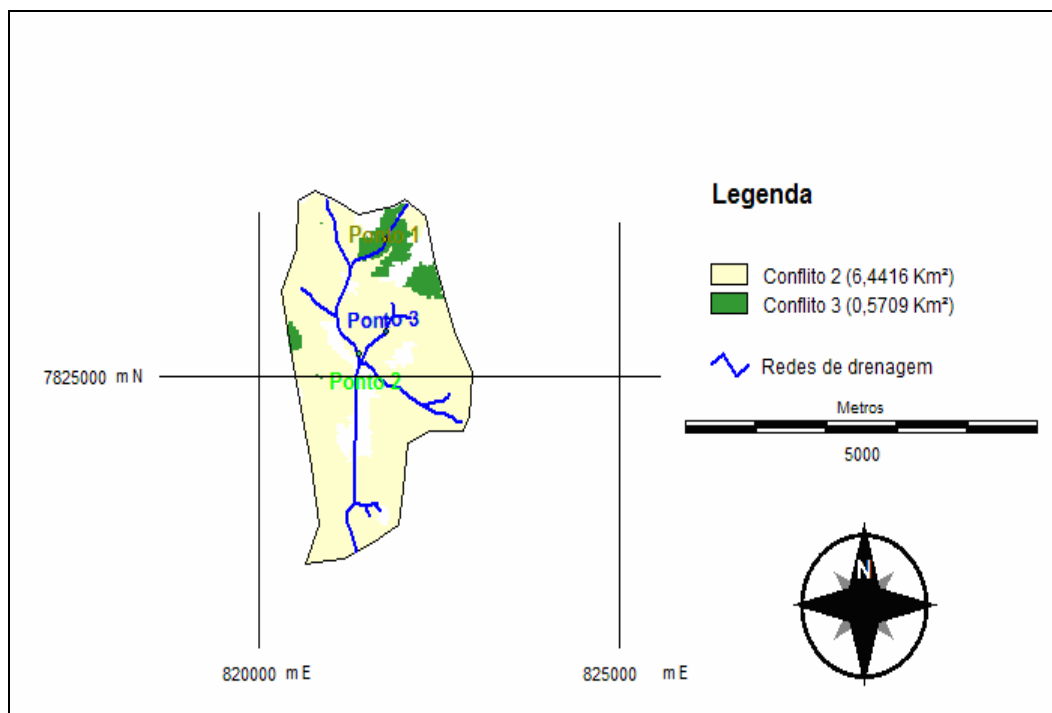 Legenda
Ponto 1
Conflito 2 (6,4416 Km²)
Conflito 3 (0,5709 Km²)
Ponto 3
Redes de drenagem
7825000 m N
Ponto 2
Metros
5000
N
820000 m E
825000 m E